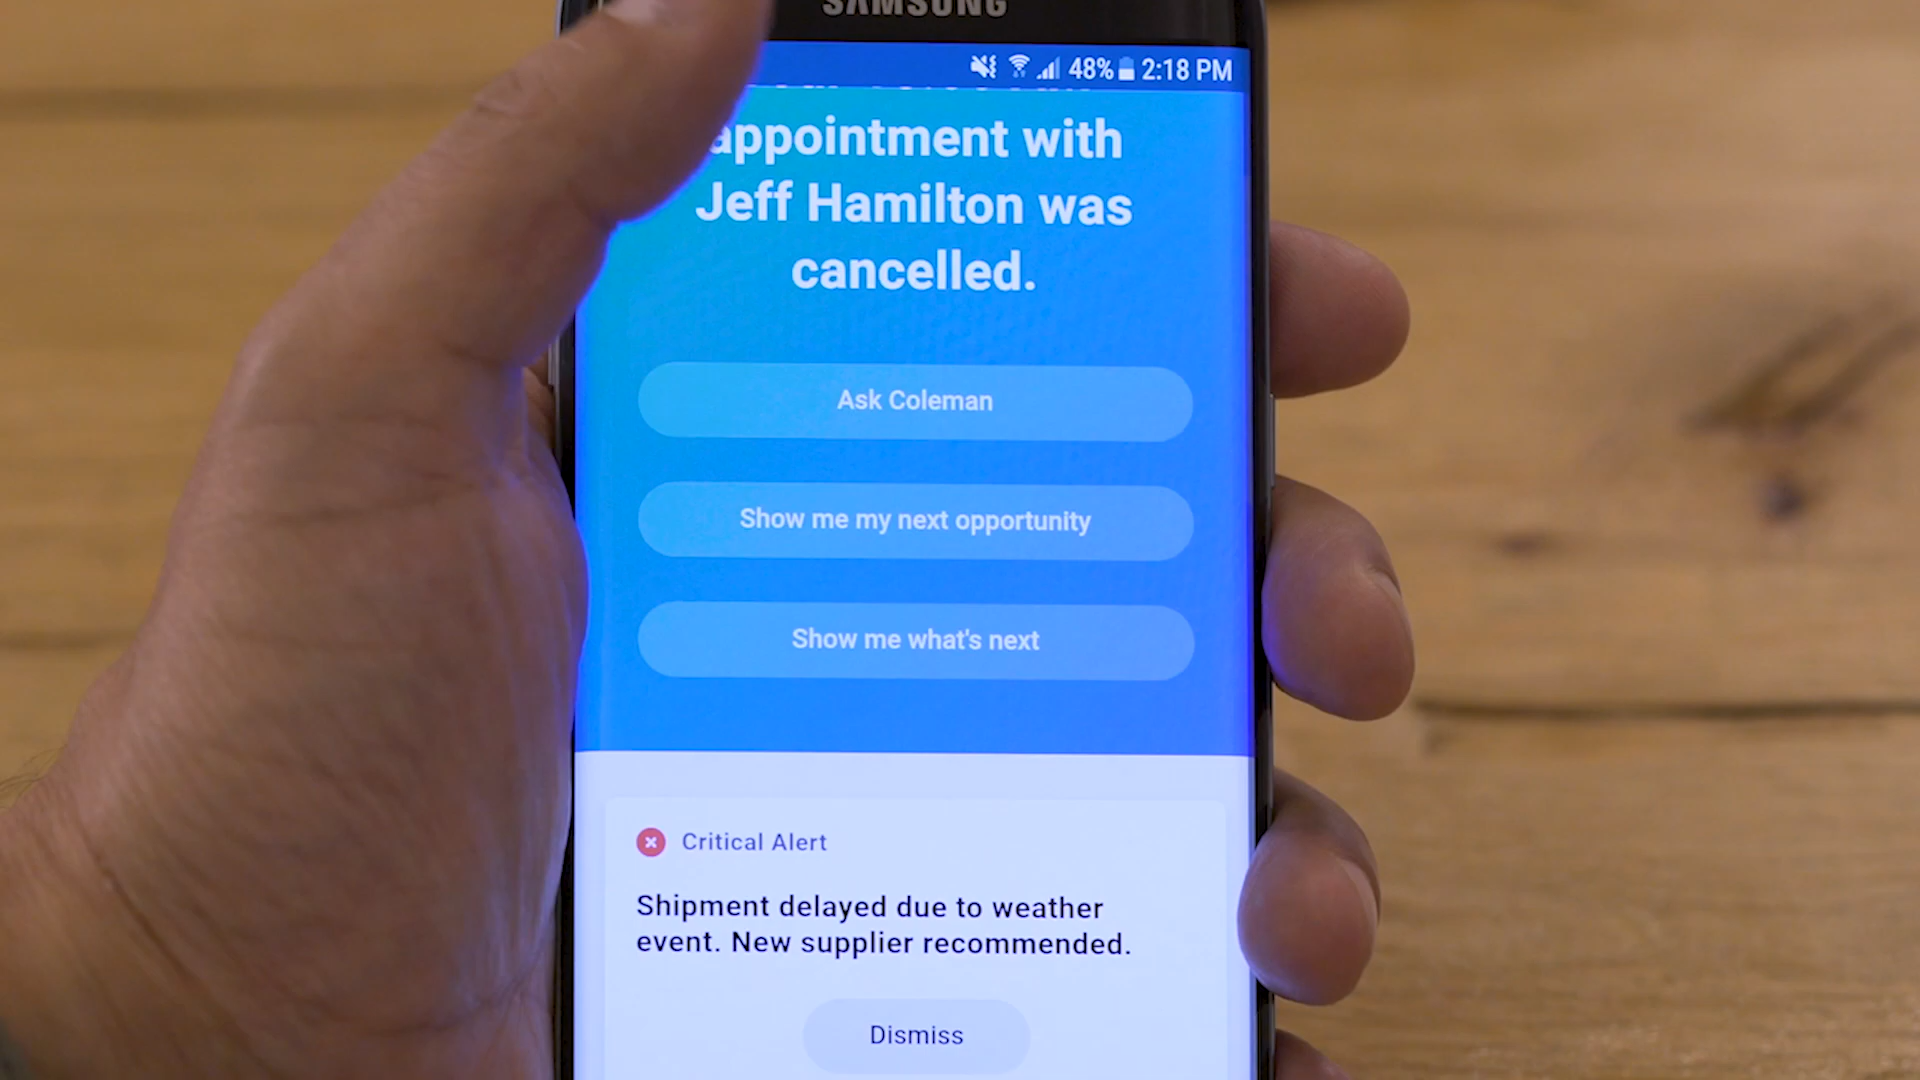 SAMSUNG
48% 2:18 PM
appointment with
Jeff Hamilton was
cancelled.
Ask Coleman
Show me my next opportunity
Show me what's next
Critical Alert
Shipment delayed due to weather
event. New supplier recommended.
Dismiss